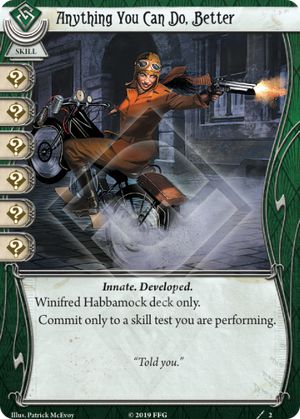 Anything You Can Do, Better
SKILL
?
?
?
?
?
?
Innate. Developed.
Winifred Habbamock deck only.
Commit only to a skill test you are performing.
"Told you."
Illus. Patrick McEvoy
© 2019 FFG
2